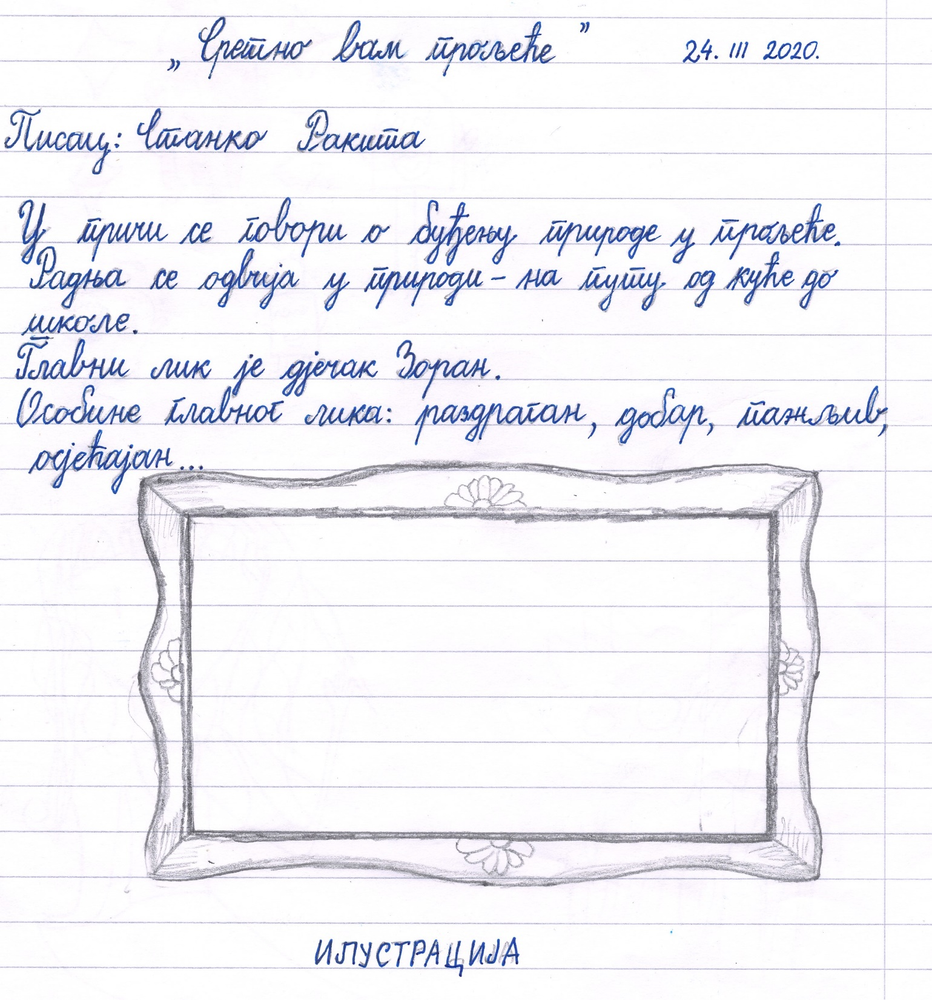 „Сретно вам прољеће” 24. III 2020.
Писац: Станко Ракита
У причи се говори о буђењу природе у прољеће.
Радња се одвија у природи – на путу од куће до
школе.
Главни лик је дјечак Зоран.
Особине главног лика: раздраган, добар, пажљив,
осјећајан...
ИЛУСТРАЦИЈА